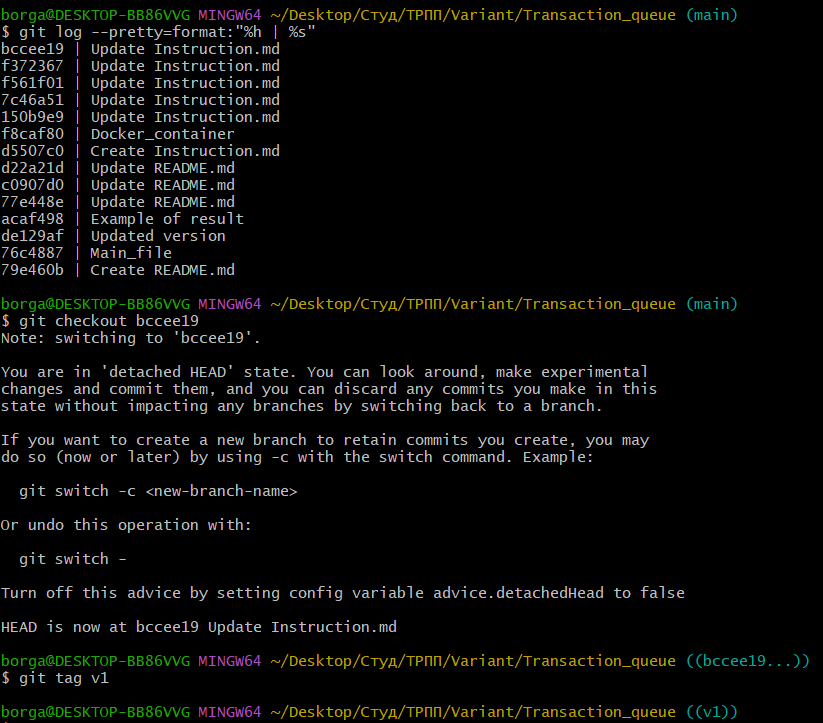 borga@DESKTOP-BB86VVG MINGW64 ~/Desktop/Студ/ТРПП/Variant/Transaction_queue (main)
$ git log --pretty=format:"%h | %s"
bccee19 | Update Instruction.md
f372367 | Update Instruction.md
f561f01 | Update Instruction.md
7c46a51 | Update Instruction.md
150b9e9 | Update Instruction.md
f8caf80 | Docker_container
d5507c0 | Create Instruction.md
d22a21d | Update README.md
c0907d0 | Update README.md
77e448e | Update README.md
acaf498 | Example of result
de129af | Updated version
76c4887 | Main_file
79e460b | Create README.md
borga@DESKTOP-BB86VVG MINGW64 ~/Desktop/Студ/ТРПП/Variant/Transaction_queue (main)
$ git checkout bccee19
Note: switching to 'bccee19'.
You are in 'detached HEAD' state. You can look around, make experimental
changes and commit them, and you can discard any commits you make in this
state without impacting any branches by switching back to a branch.
If you want to create a new branch to retain commits you create, you may
do so (now or later) by using -c with the switch command. Example:
git switch -c <new-branch-name>
Or undo this operation with:
git switch -
Turn off this advice by setting config variable advice.detachedHead to false
HEAD is now at bccee19 Update Instruction.md
borga@DESKTOP-BB86VVG MINGW64 ~/Desktop/Студ/ТРПП/Variant/Transaction_queue ((bccee19...))
$ git tag v1
borga@DESKTOP-BB86VVG MINGW64 ~/Desktop/Студ/ТРПП/Variant/Transaction_queue ((v1))